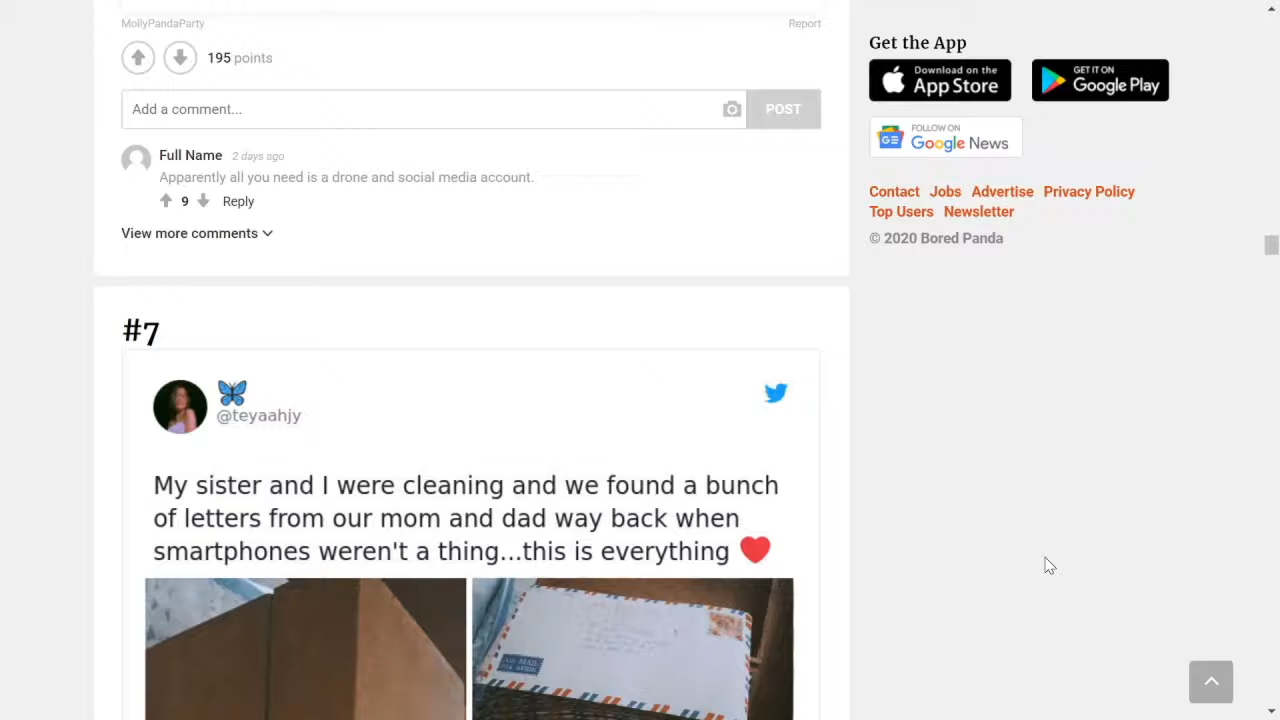 MollyPandaParty
Report
195 points
Add a comment...
POST
Full Name 2 days ago
Apparently all you need is a drone and social media account.
9 Reply
View more comments
#7
@teyaahjy
My sister and I were cleaning and we found a bunch
of letters from our mom and dad way back when
smartphones weren't a thing...this is everything ❤️
Get the App
Download on the
App Store
GET IT ON
Google Play
GE
FOLLOW ON
Google News
Contact Jobs Advertise Privacy Policy
Top Users Newsletter
© 2020 Bored Panda